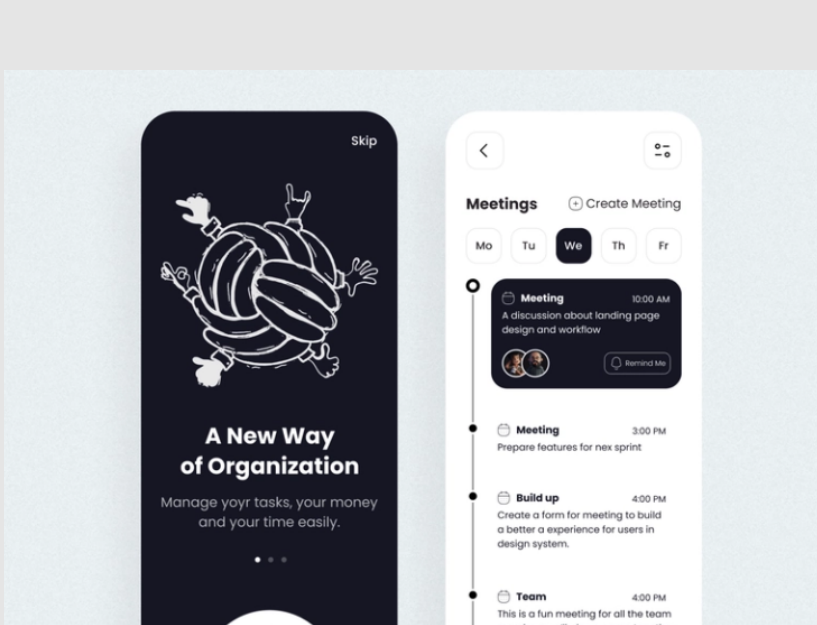 Skip
A New Way
of Organization
Manage yoyr tasks, your money
and your time easily.
Meetings
Create Meeting
Mo
Tu
We
Th
Fr
Meeting
10:00 AM
A discussion about landing page
design and workflow
Remind Me
Meeting
3:00 PM
Prepare features for nex sprint
Build up
4:00 PM
Create a form for meeting to build
a better a experience for users in
design system.
Team
4:00 PM
This is a fun meeting for all the team